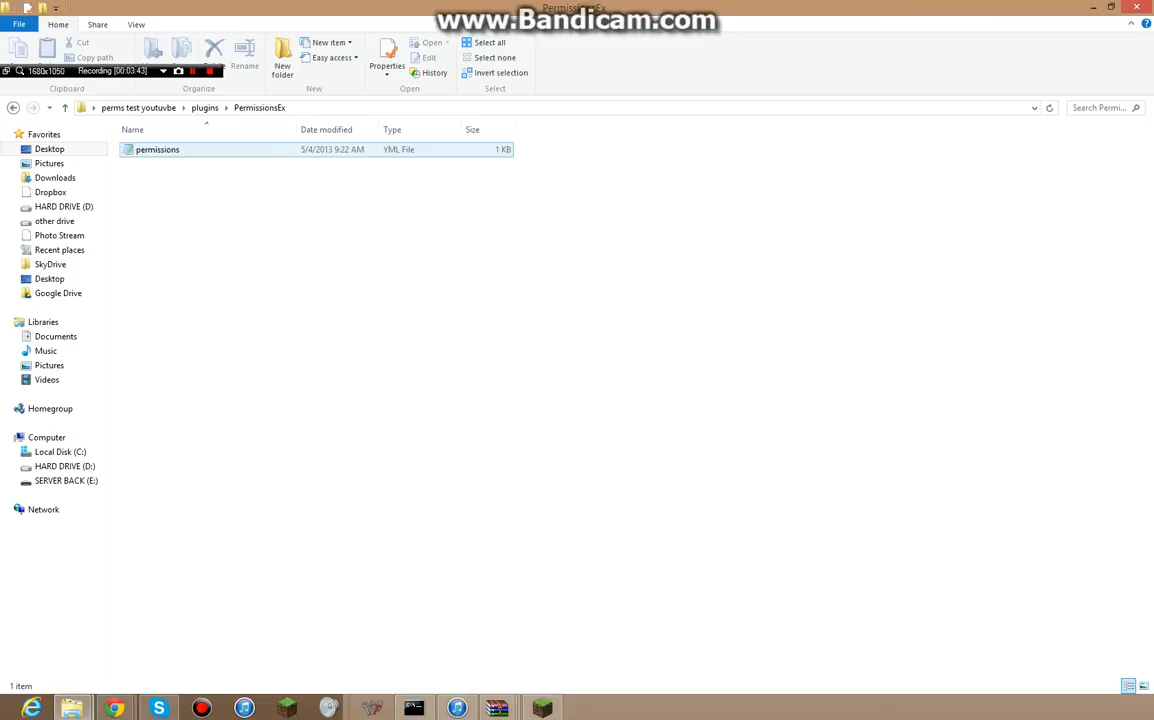 PermissionsEx
www.Bandicam.com
File
Home
Share
View
Cut
Copy path
Rename
New folder
New item
Easy access
Properties
Open
Edit
History
Select all
Select none
Invert selection
1680x1050
Recording [00:03:43]
Clipboard
Organize
New
Open
Select
perms test youtuvbe
plugins
PermissionsEx
Search Permi...
Name
Date modified
Type
Size
permissions
5/4/2013 9:22 AM
YML File
1 KB
Favorites
Desktop
Pictures
Downloads
Dropbox
HARD DRIVE (D)
other drive
Photo Stream
Recent places
SkyDrive
Desktop
Google Drive
Libraries
Documents
Music
Pictures
Videos
Homegroup
Computer
Local Disk (C:)
HARD DRIVE (D:)
SERVER BACK (E:)
Network
1 item